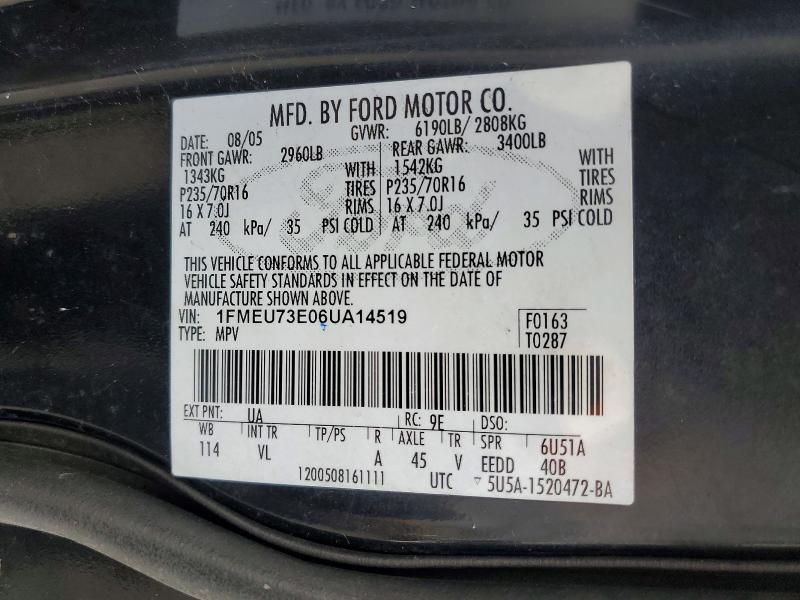 MFD. BY FORD MOTOR CO.
DATE: 08/05 GVWR: 6190LB/ 2808KG
FRONT GAWR: 2960LB REAR GAWR: 3400LB
1343KG WITH 1542KG WITH
P235/70R16 TIRES P235/70R16 TIRES
16 X 7.0J RIMS 16 X 7.0J RIMS
AT 240 kPa/ 35 PSI COLD AT 240 kPa/ 35 PSI COLD
THIS VEHICLE CONFORMS TO ALL APPLICABLE FEDERAL MOTOR
VEHICLE SAFETY STANDARDS IN EFFECT ON THE DATE OF
MANUFACTURE SHOWN ABOVE.
VIN: 1FMEU73E06UA14519 F0163
TYPE: MPV T0287
EXT PNT: UA RC: 9E DSO:
WB INT TR TP/PS R AXLE TR SPR 6U51A
114 VL A 45 V EEDD 40B
1200508161111 UTC ▽ 5U5A-1520472-BA